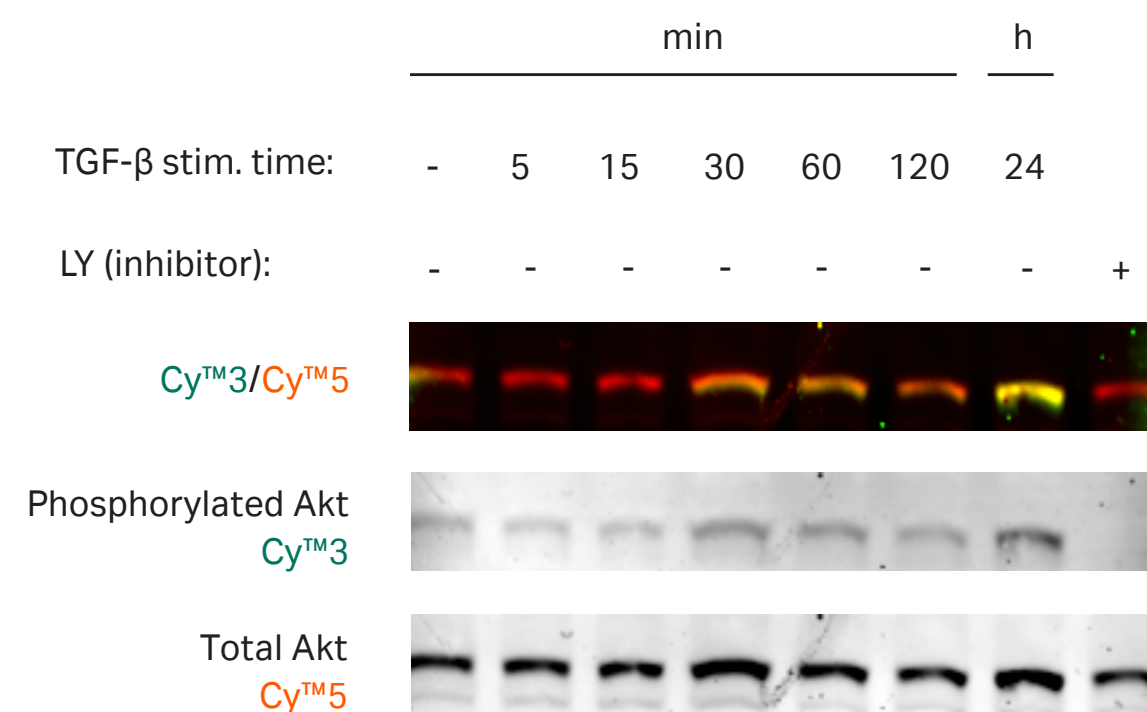 min h
TGF-β stim. time: - 5 15 30 60 120 24
LY (inhibitor): - - - - - - - +
Cy™3/Cy™5
Phosphorylated Akt
Cy™3
Total Akt
Cy™5